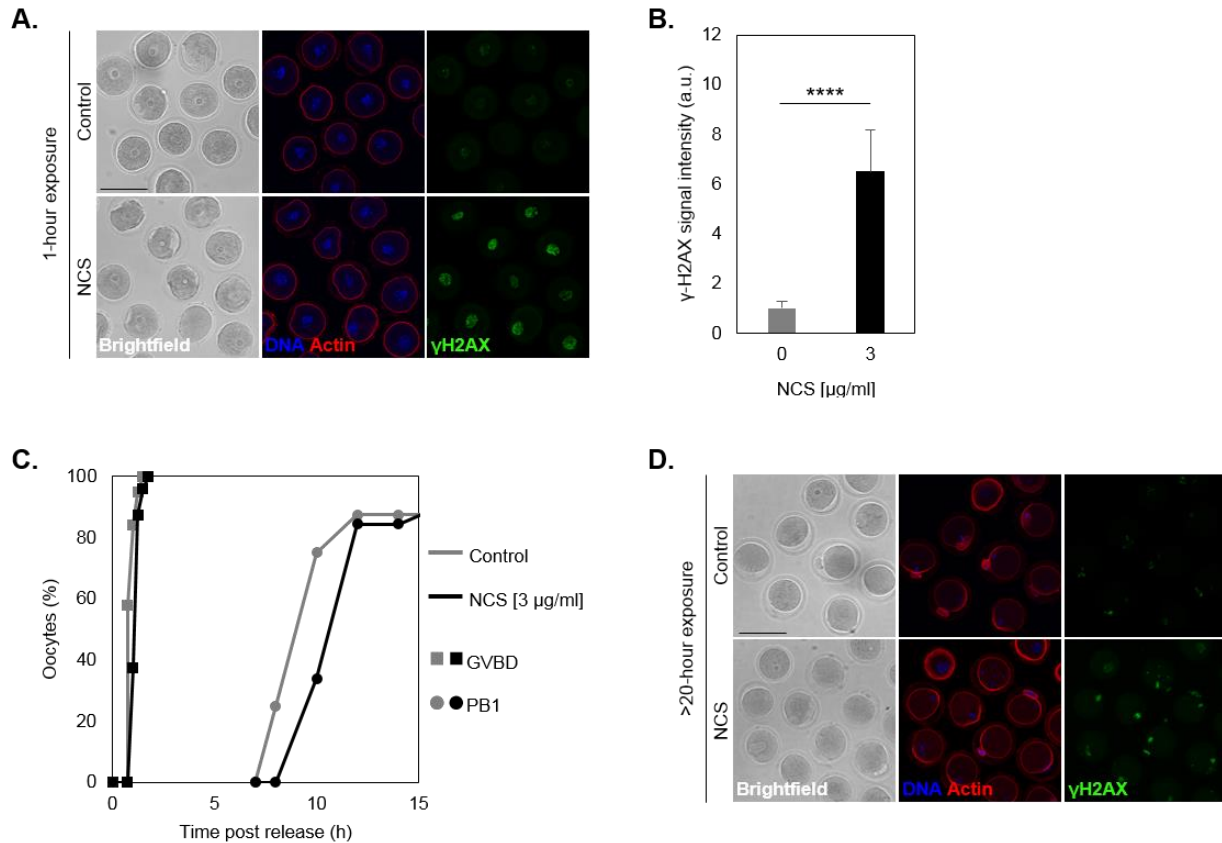 A.
1-hour exposure
Control
NCS
Brightfield
DNA Actin
γH2AX
B.
γ-H2AX signal intensity (a.u.)
12
10
8
6
4
2
0
****
0 3
NCS [µg/ml]
C.
Oocytes (%)
100
80
60
40
20
0
0 5 10 15
Time post release (h)
Control
NCS [3 µg/ml]
GVBD
PB1
D.
>20-hour exposure
Control
NCS
Brightfield
DNA Actin
γH2AX